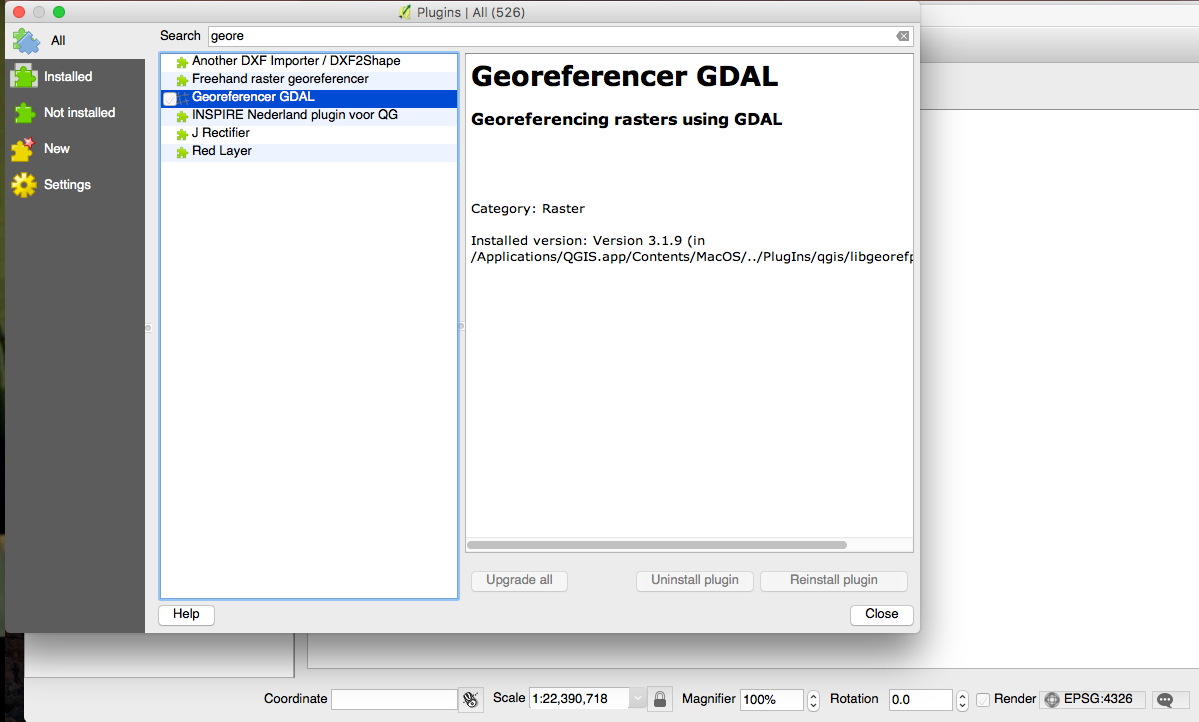 Plugins | All (526)
All
Installed
Not installed
New
Settings
Search geore
Another DXF Importer / DXF2Shape
Freehand raster georeferencer
Georeferencer GDAL
INSPIRE Nederland plugin voor QG
J Rectifier
Red Layer
Georeferencer GDAL
Georeferencing rasters using GDAL
Category: Raster
Installed version: Version 3.1.9 (in
/Applications/QGIS.app/Contents/MacOS/../PlugIns/qgis/libgeorefp
Upgrade all Uninstall plugin Reinstall plugin
Help Close
Coordinate Scale 1:22,390,718 Magnifier 100% Rotation 0.0 Render EPSG:4326